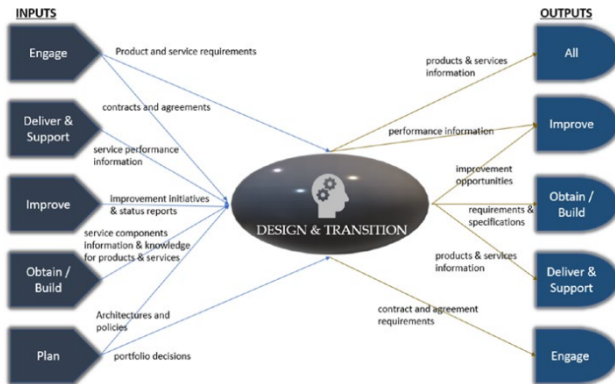 INPUTS
OUTPUTS
Engage
Product and service requirements
contracts and agreements
Deliver &
Support
service performance
information
Improve
Improvement initiatives
& status reports
service components
information & knowledge
for products & services
Obtain /
Build
Architectures and
policies
Plan
portfolio decisions
DESIGN & TRANSITION
products & services
information
All
performance information
Improve
improvement
opportunities
requirements &
specifications
Obtain /
Build
products & services
information
Deliver &
Support
contract and agreement
requirements
Engage